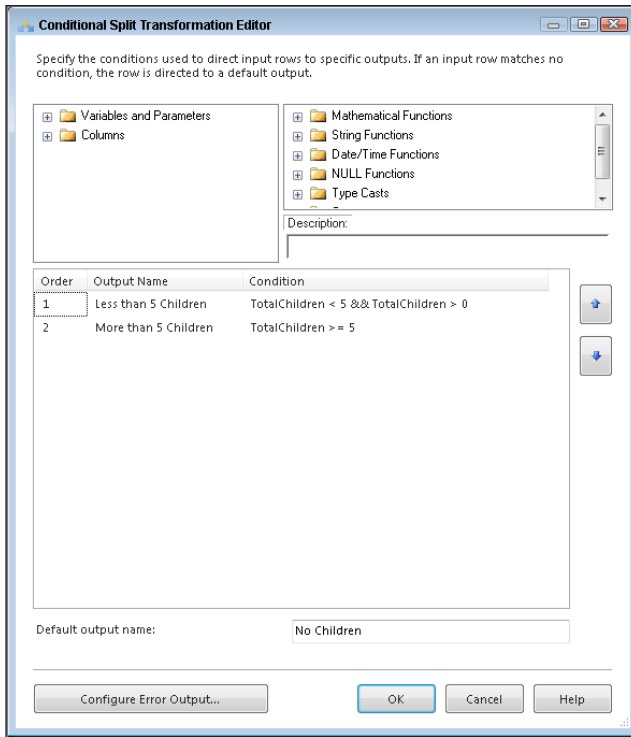 Conditional Split Transformation Editor
Specify the conditions used to direct input rows to specific outputs. If an input row matches no
condition, the row is directed to a default output.
Variables and Parameters
Columns
Mathematical Functions
String Functions
Date/Time Functions
NULL Functions
Type Casts
Description:
Order Output Name Condition
1 Less than 5 Children TotalChildren < 5 && TotalChildren > 0
2 More than 5 Children TotalChildren >= 5
Default output name: No Children
Configure Error Output... OK Cancel Help